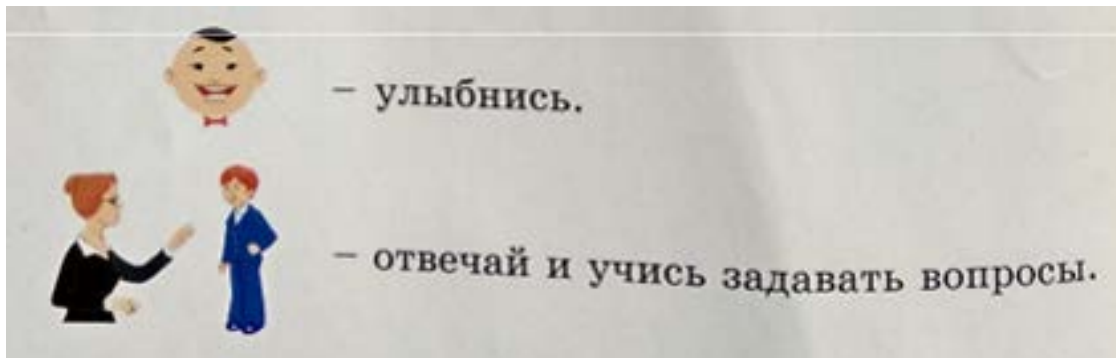 – улыбнись.
– отвечай и учись задавать вопросы.